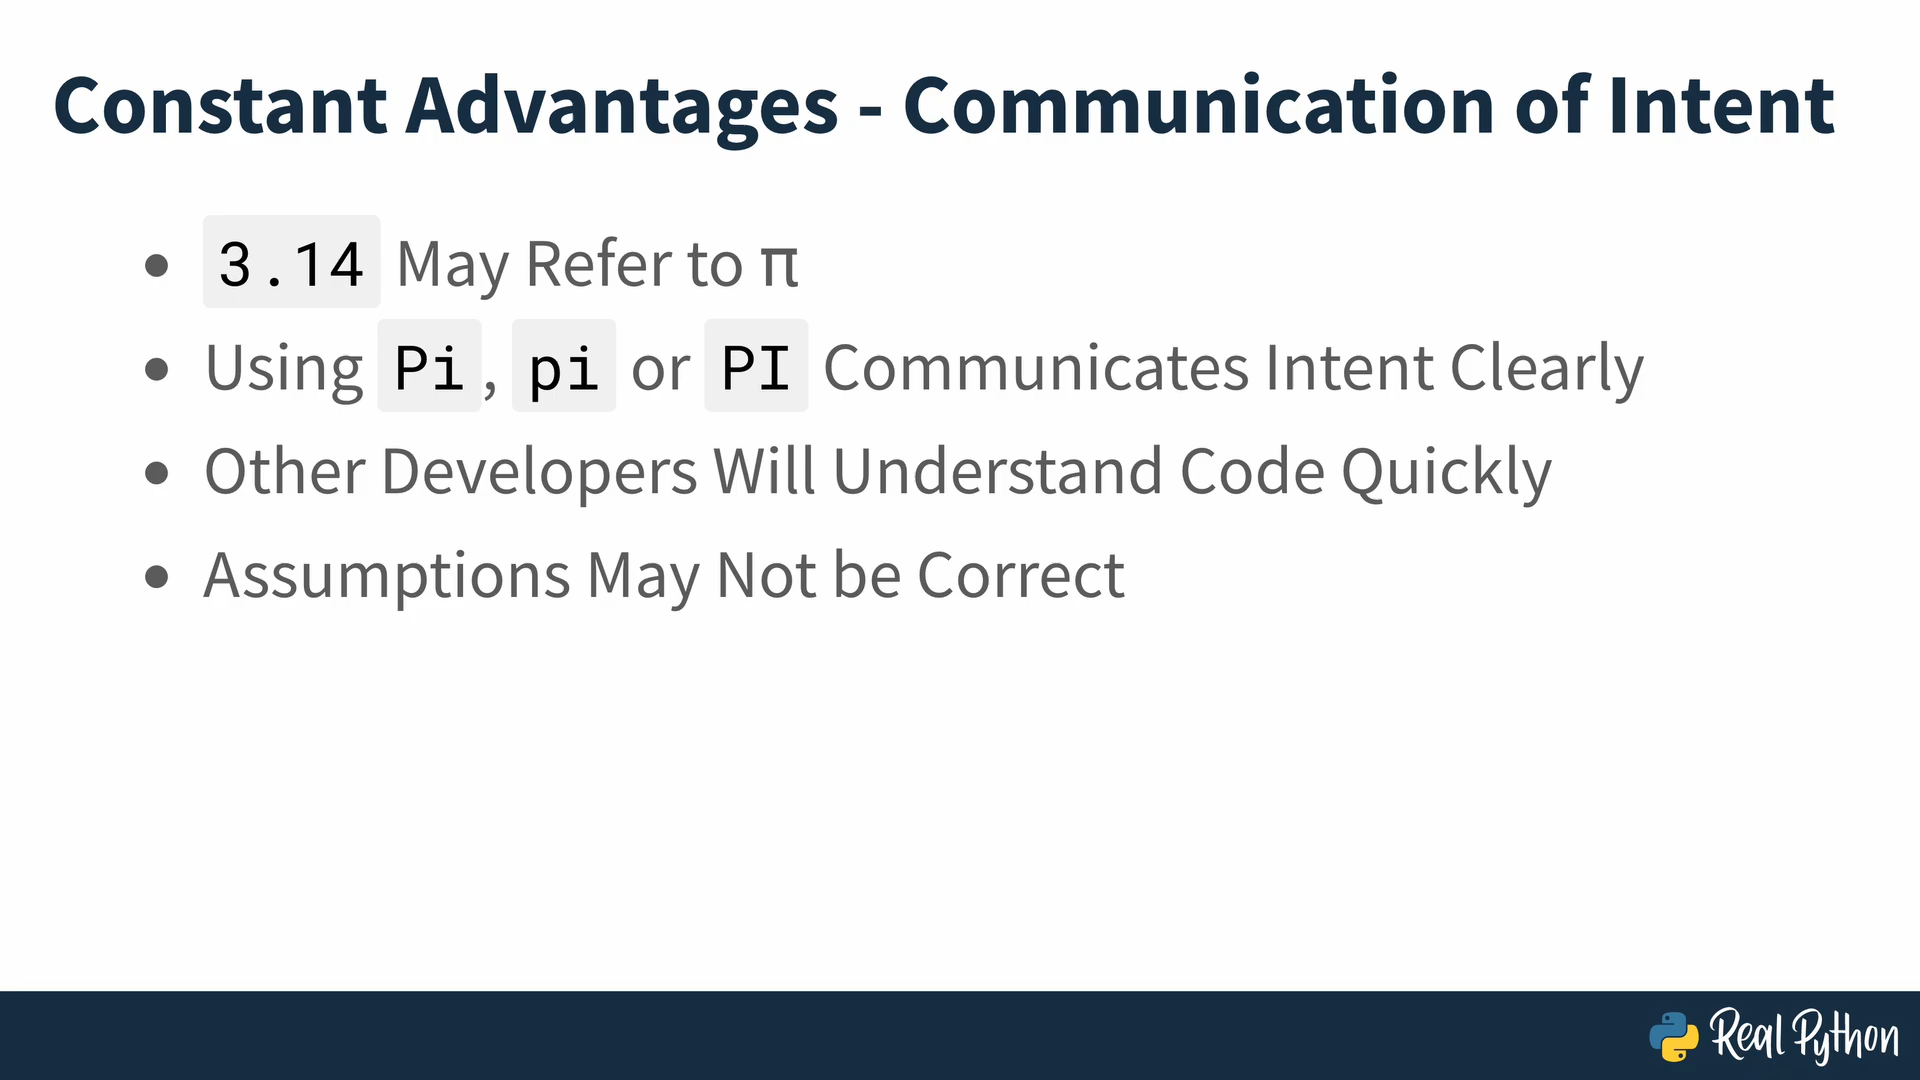 Constant Advantages - Communication of Intent
• 3.14 May Refer to π
• Using Pi, pi or PI Communicates Intent Clearly
• Other Developers Will Understand Code Quickly
• Assumptions May Not be Correct
Real Python